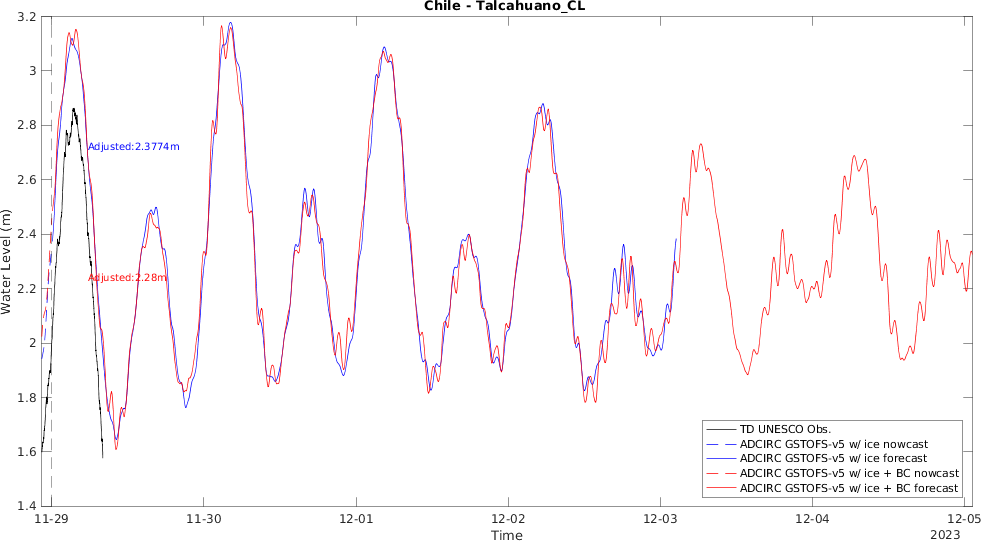 Chile - Talcahuano_CL
3.2
3
2.8
2.6
2.4
2.2
2
1.8
1.6
1.4
Water Level (m)
Adjusted:2.3774m
Adjusted:2.28m
TD UNESCO Obs.
ADCIRC GSTOFS-v5 w/ ice nowcast
ADCIRC GSTOFS-v5 w/ ice forecast
ADCIRC GSTOFS-v5 w/ ice + BC nowcast
ADCIRC GSTOFS-v5 w/ ice + BC forecast
11-29 11-30 12-01 12-02 12-03 12-04 12-05
Time
2023